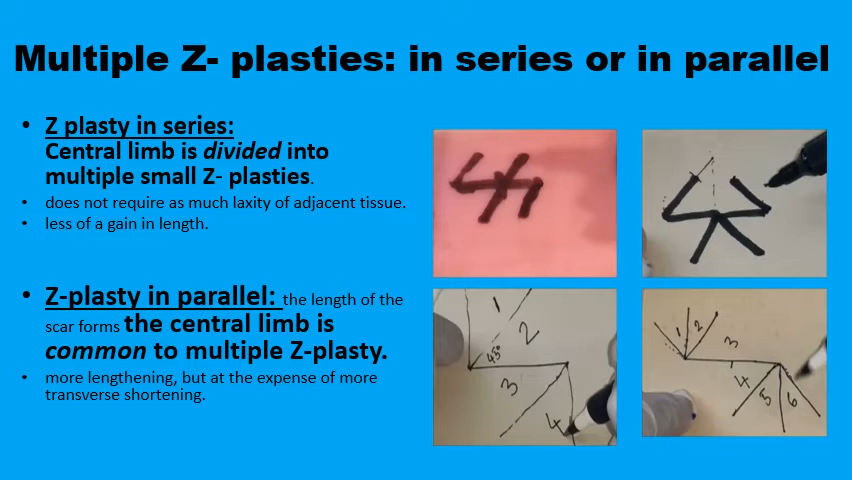 Multiple Z- plasties: in series or in parallel
• Z plasty in series:
Central limb is divided into
multiple small Z- plasties.
• does not require as much laxity of adjacent tissue.
• less of a gain in length.
• Z-plasty in parallel: the length of the
scar forms the central limb is
common to multiple Z-plasty.
• more lengthening, but at the expense of more
transverse shortening.
1
2
45°
3
4
1 2
3
4
5 6